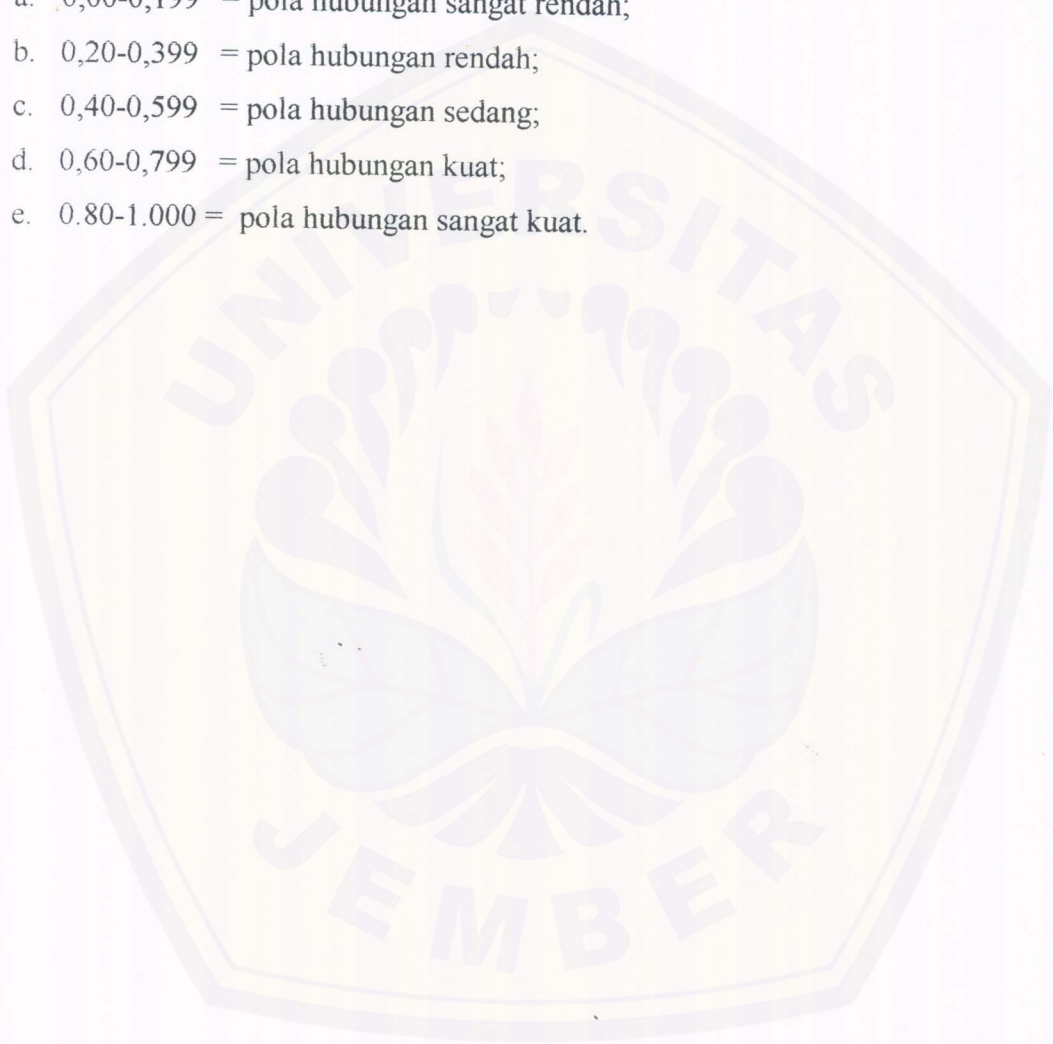 a. 0,00-0,199 = pola hubungan sangat rendah;
b. 0,20-0,399 = pola hubungan rendah;
c. 0,40-0,599 = pola hubungan sedang;
d. 0,60-0,799 = pola hubungan kuat;
e. 0.80-1.000 = pola hubungan sangat kuat.
UNIVERSITAS
JEMBER